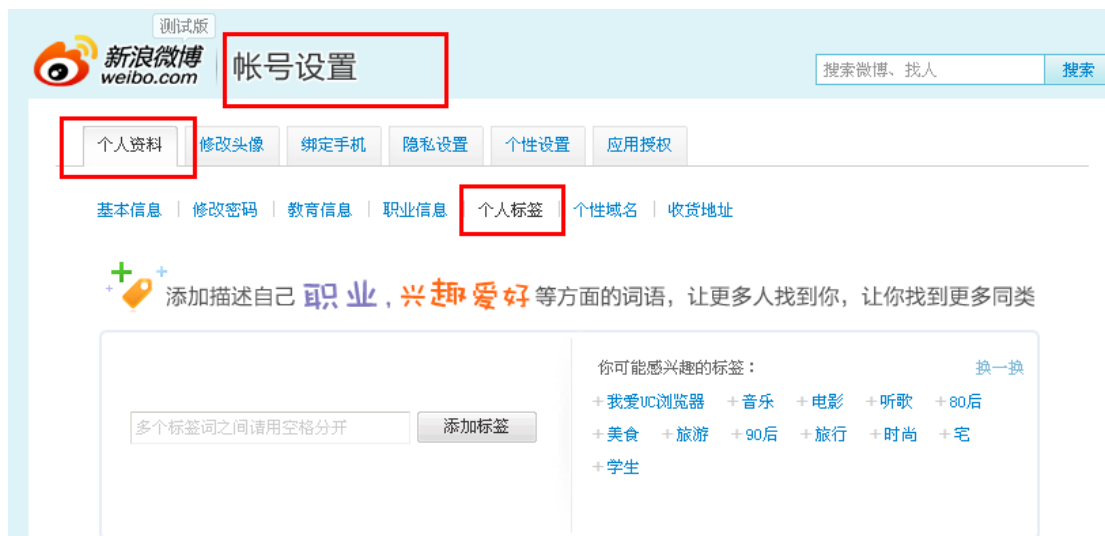 测试版
新浪微博
weibo.com
帐号设置
搜索微博、找人 搜索
个人资料 修改头像 绑定手机 隐私设置 个性设置 应用授权
基本信息 修改密码 教育信息 职业信息 个人标签 个性域名 收货地址
添加描述自己职业,兴趣爱好等方面的词语，让更多人找到你，让你找到更多同类
你可能感兴趣的标签： 换一换
+我爱UC浏览器 +音乐 +电影 +听歌 +80后
多个标签词之间请用空格分开 添加标签
+美食 +旅游 +90后 +旅行 +时尚 +宅
+学生